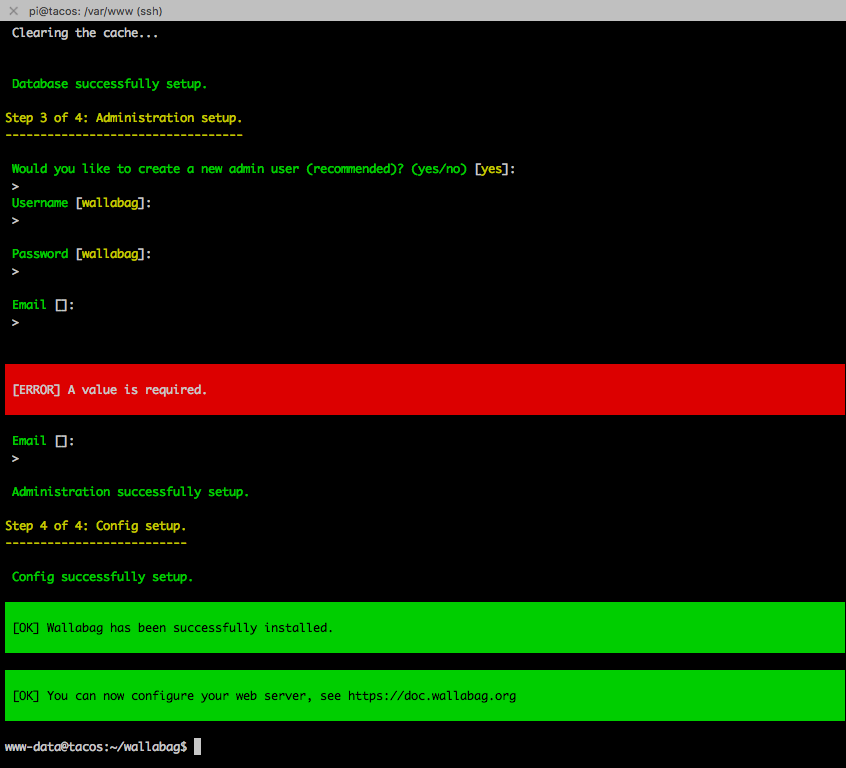 pi@tacos: /var/www (ssh)
Clearing the cache...
Database successfully setup.
Step 3 of 4: Administration setup.
----------------------------------
Would you like to create a new admin user (recommended)? (yes/no) [yes]:
>
Username [wallabag]:
>
Password [wallabag]:
>
Email []:
>
[ERROR] A value is required.
Email []:
>
Administration successfully setup.
Step 4 of 4: Config setup.
--------------------------
Config successfully setup.
[OK] Wallabag has been successfully installed.
[OK] You can now configure your web server, see https://doc.wallabag.org
www-data@tacos:~/wallabag$